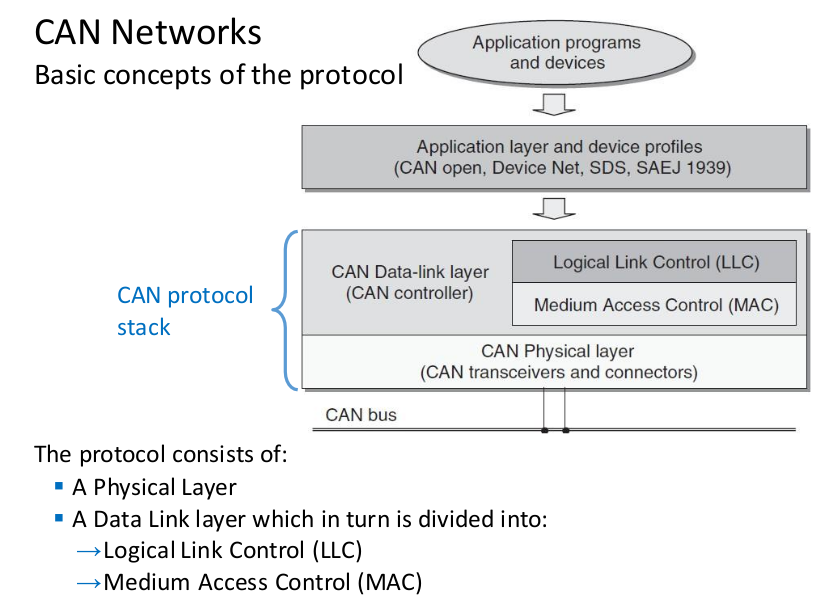 CAN Networks
Basic concepts of the protocol
Application programs
and devices
Application layer and device profiles
(CAN open, Device Net, SDS, SAEJ 1939)
CAN protocol
stack
CAN Data-link layer
(CAN controller)
Logical Link Control (LLC)
Medium Access Control (MAC)
CAN Physical layer
(CAN transceivers and connectors)
CAN bus
The protocol consists of:
▪ A Physical Layer
▪ A Data Link layer which in turn is divided into:
→Logical Link Control (LLC)
→Medium Access Control (MAC)